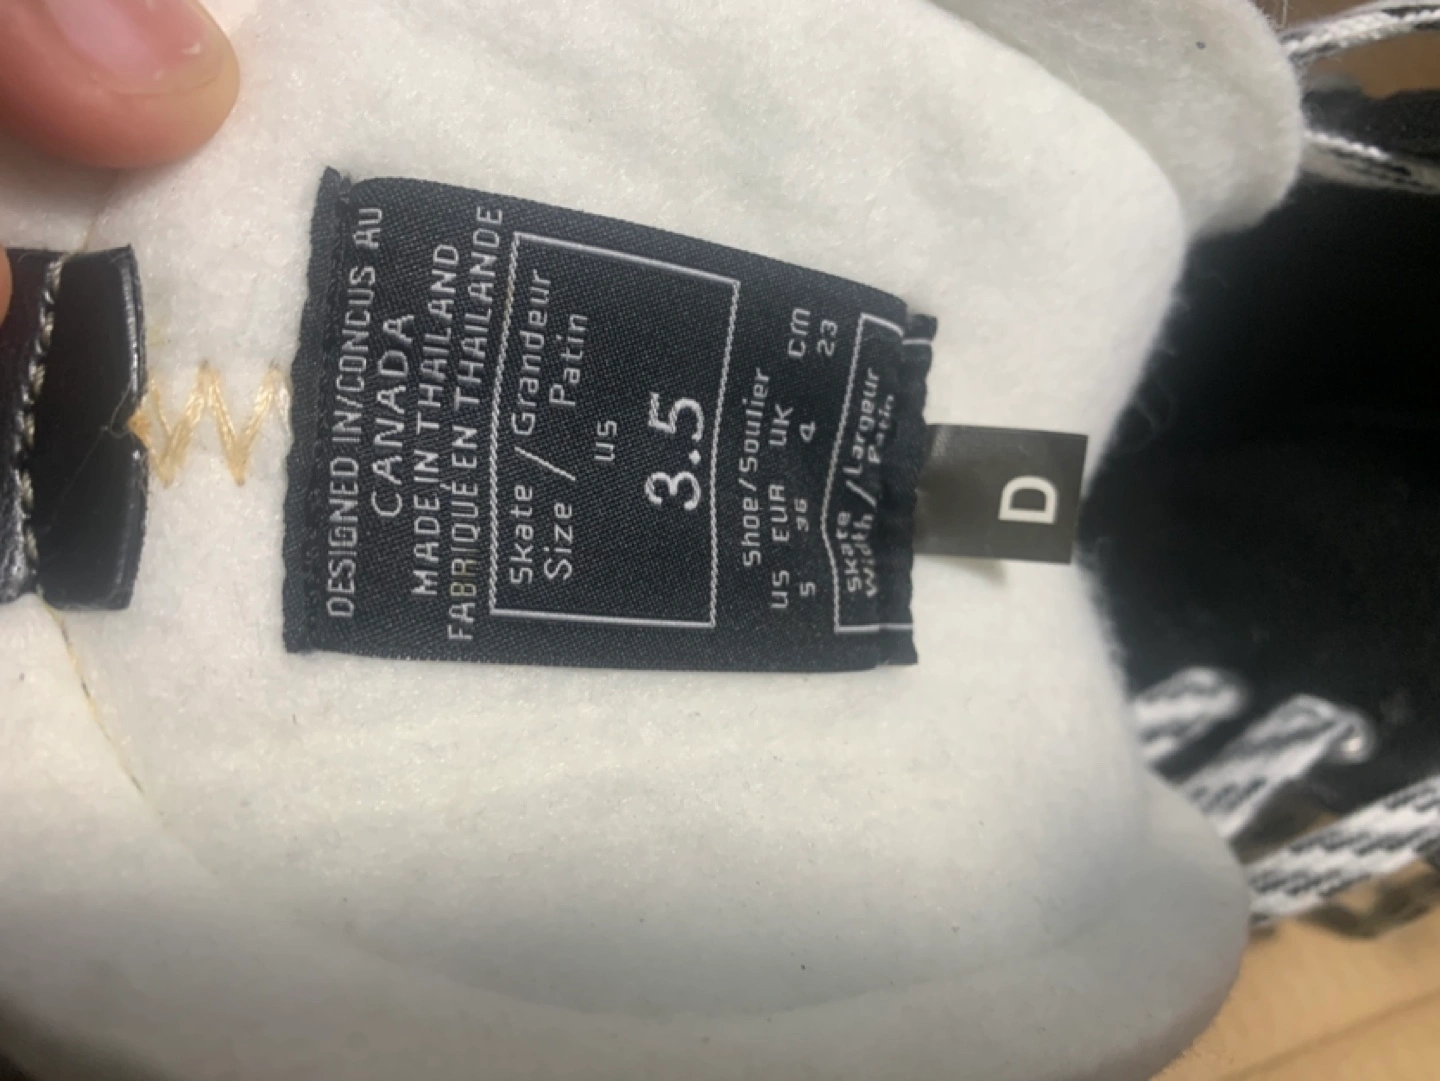 DESIGNED IN/CONCUS AU
CANADA
MADE IN THAILAND
FABRIQUÉ EN THAILANDE
Skate / Grandeur
Size / Patin
US
3.5
Shoe/Soulier
US EUR UK cm
5 36 4 23
Skate / Largeur
Width / Patin
D